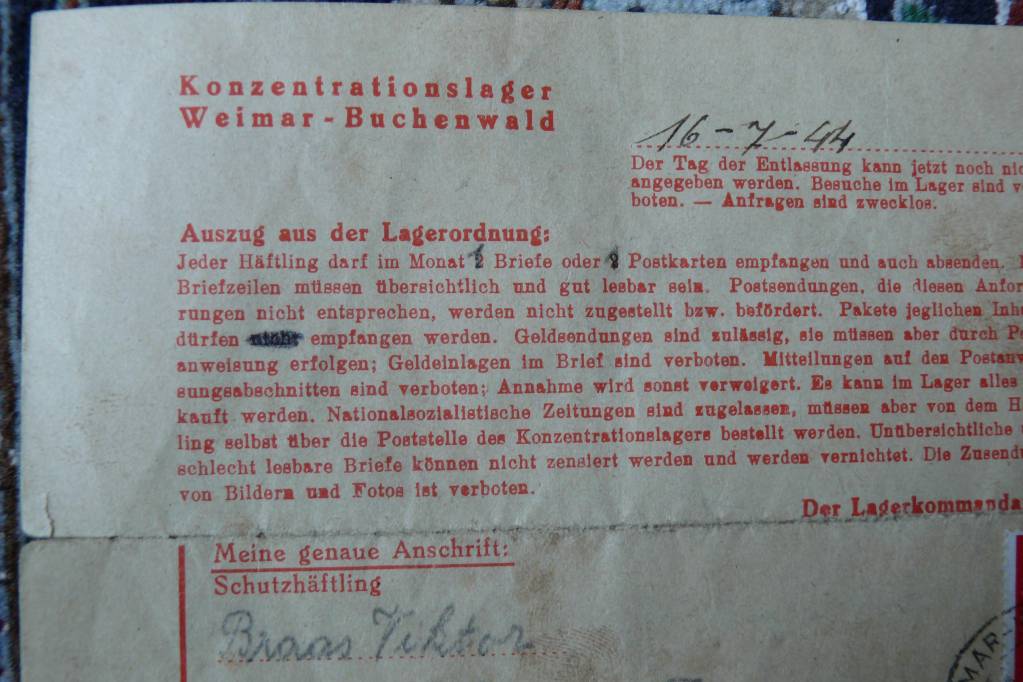 Konzentrationslager
Weimar-Buchenwald
16-7-44
Der Tag der Entlassung kann jetzt noch
angegeben werden. Besuche im Lager sind
boten. — Anfragen sind zwecklos.
Auszug aus der Lagerordnung:
Jeder Häftling darf im Monat Briefe oder Postkarten empfangen und auch absenden.
Briefzeilen müssen übersichtlich und gut lesbar sein. Postsendungen, die diesen Anfor
rungen nicht entsprechen, werden nicht zugestellt bzw. befördert. Pakete jeglichen Inh
dürfen nicht empfangen werden. Geldsendungen sind zulässig, sie müssen aber durch Po
anweisung erfolgen; Geldeinlagen im Brief sind verboten. Mitteilungen auf den Postanw
sungsabschnitten sind verboten; Annahme wird sonst verweigert. Es kann im Lager alles
kauft werden. Nationalsozialistische Zeitungen sind zugelassen, müssen aber von dem H
ling selbst über die Poststelle des Konzentrationslagers bestellt werden. Unübersichtliche
schlecht lesbare Briefe können nicht zensiert werden und werden vernichtet. Die Zusend
von Bildern und Fotos ist verboten.
Der Lagerkommanda
Meine genaue Anschrift:
Schutzhäftling
Braas Viktor
MAR-